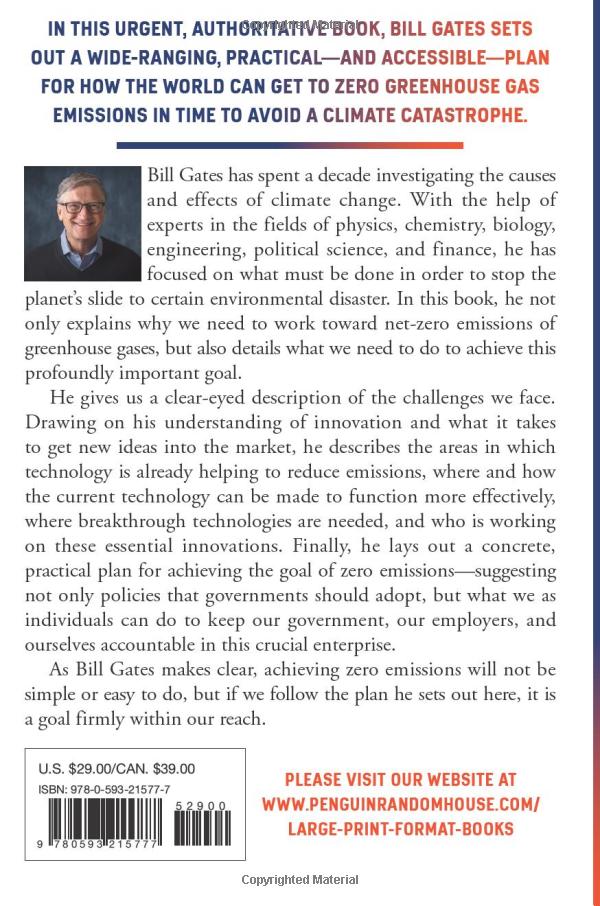 Copyrighted Material
IN THIS URGENT, AUTHORITATIVE BOOK, BILL GATES SETS
OUT A WIDE-RANGING, PRACTICAL—AND ACCESSIBLE—PLAN
FOR HOW THE WORLD CAN GET TO ZERO GREENHOUSE GAS
EMISSIONS IN TIME TO AVOID A CLIMATE CATASTROPHE.
Bill Gates has spent a decade investigating the causes
and effects of climate change. With the help of
experts in the fields of physics, chemistry, biology,
engineering, political science, and finance, he has
focused on what must be done in order to stop the
planet's slide to certain environmental disaster. In this book, he not
only explains why we need to work toward net-zero emissions of
greenhouse gases, but also details what we need to do to achieve this
profoundly important goal.
He gives us a clear-eyed description of the challenges we face.
Drawing on his understanding of innovation and what it takes
to get new ideas into the market, he describes the areas in which
technology is already helping to reduce emissions, where and how
the current technology can be made to function more effectively,
where breakthrough technologies are needed, and who is working
on these essential innovations. Finally, he lays out a concrete,
practical plan for achieving the goal of zero emissions—suggesting
not only policies that governments should adopt, but what we as
individuals can do to keep our government, our employers, and
ourselves accountable in this crucial enterprise.
As Bill Gates makes clear, achieving zero emissions will not be
simple or easy to do, but if we follow the plan he sets out here, it is
a goal firmly within our reach.
U.S. $29.00/CAN. $39.00
ISBN: 978-0-593-21577-7
52900
9 780593 215777
PLEASE VISIT OUR WEBSITE AT
WWW.PENGUINRANDOMHOUSE.COM/
LARGE-PRINT-FORMAT-BOOKS
Copyrighted Material